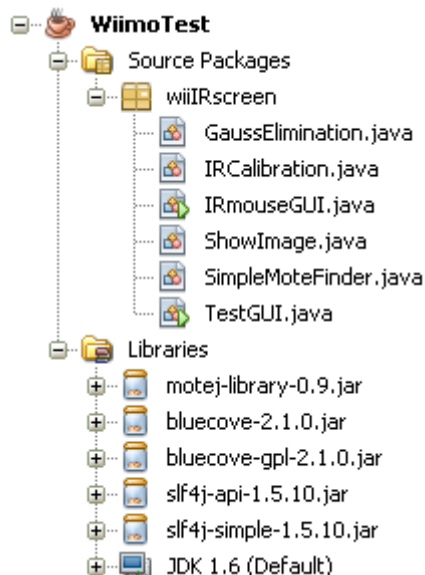 WiimoTest
Source Packages
wiiIRscreen
GaussElimination.java
IRCalibration.java
IRmouseGUI.java
ShowImage.java
SimpleMoteFinder.java
TestGUI.java
Libraries
motej-library-0.9.jar
bluecove-2.1.0.jar
bluecove-gpl-2.1.0.jar
slf4j-api-1.5.10.jar
slf4j-simple-1.5.10.jar
JDK 1.6 (Default)